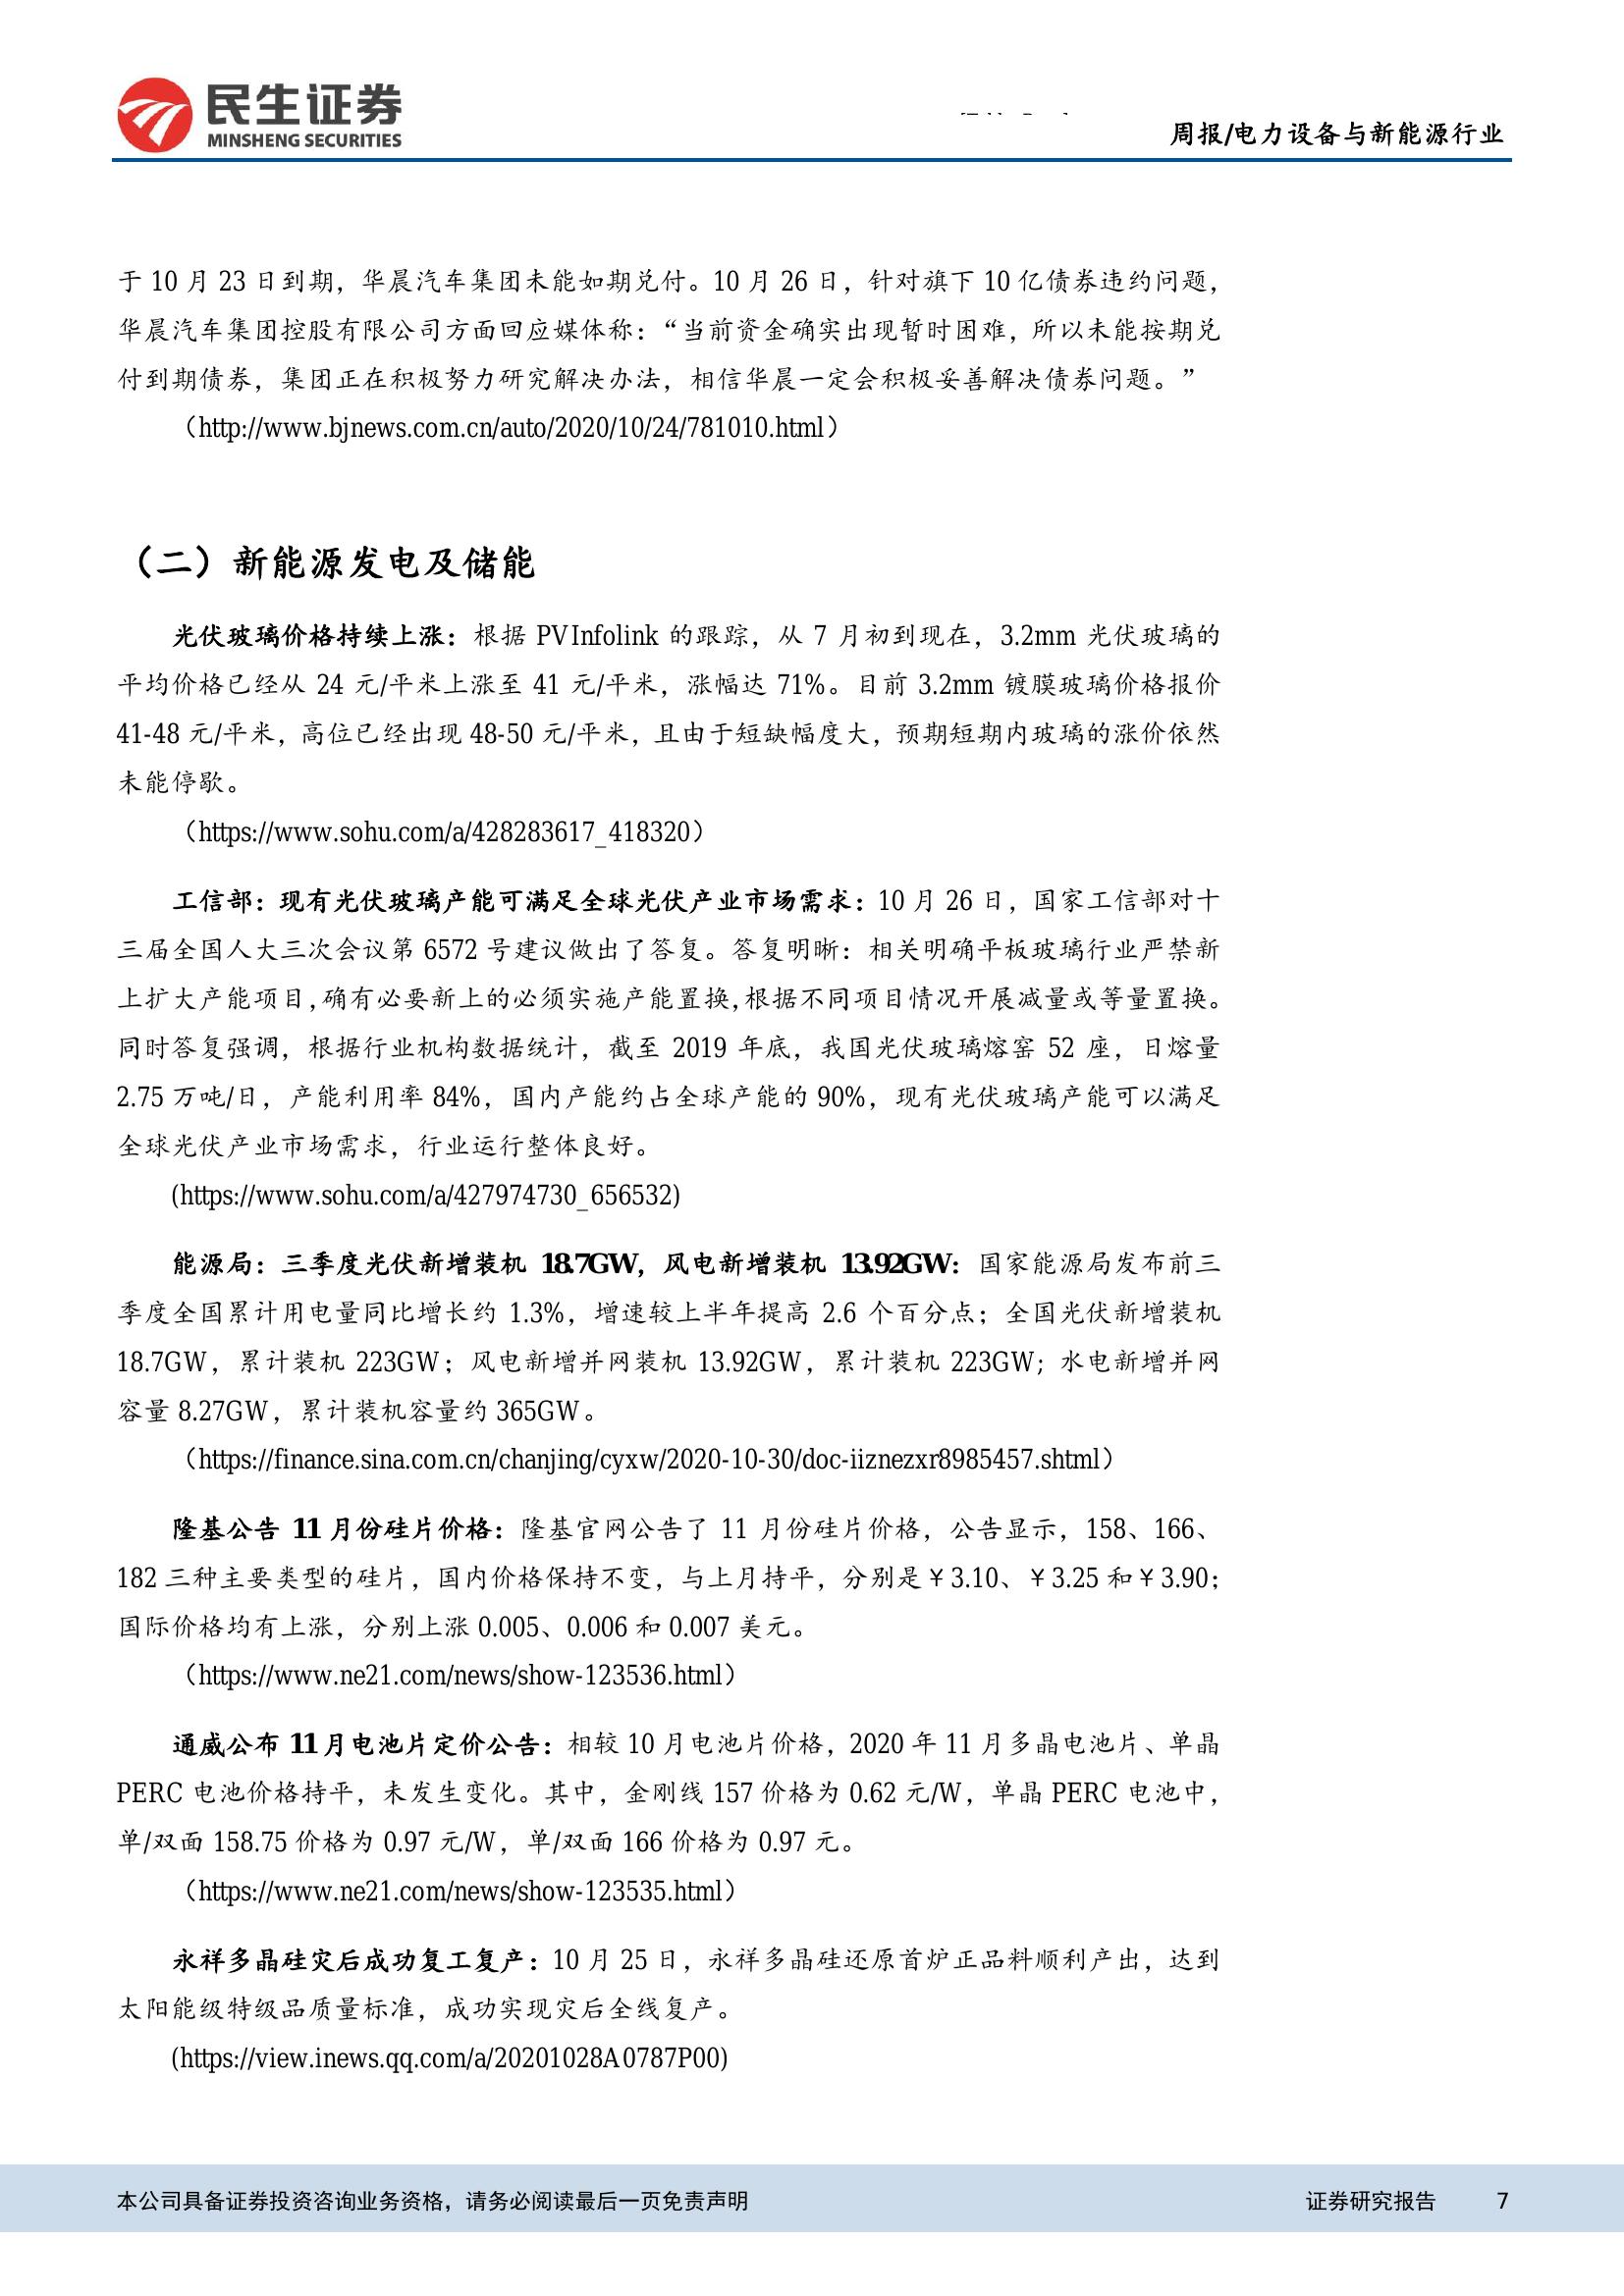 民生证券
MINSHENG SECURITIES
周报/电力设备与新能源行业
于 10 月 23 日到期，华晨汽车集团未能如期兑付。10 月 26 日，针对旗下 10 亿债券违约问题，
华晨汽车集团控股有限公司方面回应媒体称：“当前资金确实出现暂时困难，所以未能按期兑
付到期债券，集团正在积极努力研究解决办法，相信华晨一定会积极妥善解决债券问题。”
（http://www.bjnews.com.cn/auto/2020/10/24/781010.html）
（二）新能源发电及储能
光伏玻璃价格持续上涨：根据 PVInfolink 的跟踪，从 7 月初到现在，3.2mm 光伏玻璃的
平均价格已经从 24 元/平米上涨至 41 元/平米，涨幅达 71%。目前 3.2mm 镀膜玻璃价格报价
41-48 元/平米，高位已经出现 48-50 元/平米，且由于短缺幅度大，预期短期内玻璃的涨价依然
未能停歇。
（https://www.sohu.com/a/428283617_418320）
工信部：现有光伏玻璃产能可满足全球光伏产业市场需求：10 月 26 日，国家工信部对十
三届全国人大三次会议第 6572 号建议做出了答复。答复明晰：相关明确平板玻璃行业严禁新
上扩大产能项目，确有必要新上的必须实施产能置换，根据不同项目情况开展减量或等量置换。
同时答复强调，根据行业机构数据统计，截至 2019 年底，我国光伏玻璃熔窑 52 座，日熔量
2.75 万吨/日，产能利用率 84%，国内产能约占全球产能的 90%，现有光伏玻璃产能可以满足
全球光伏产业市场需求，行业运行整体良好。
(https://www.sohu.com/a/427974730_656532)
能源局：三季度光伏新增装机 18.7GW，风电新增装机 13.92GW：国家能源局发布前三
季度全国累计用电量同比增长约 1.3%，增速较上半年提高 2.6 个百分点；全国光伏新增装机
18.7GW，累计装机 223GW；风电新增并网装机 13.92GW，累计装机 223GW; 水电新增并网
容量 8.27GW，累计装机容量约 365GW。
（https://finance.sina.com.cn/chanjing/cyxw/2020-10-30/doc-iiznezxr8985457.shtml）
隆基公告 11 月份硅片价格：隆基官网公告了 11 月份硅片价格，公告显示，158、166、
182 三种主要类型的硅片，国内价格保持不变，与上月持平，分别是￥3.10、￥3.25 和￥3.90；
国际价格均有上涨，分别上涨 0.005、0.006 和 0.007 美元。
（https://www.ne21.com/news/show-123536.html）
通威公布 11 月电池片定价公告：相较 10 月电池片价格，2020 年 11 月多晶电池片、单晶
PERC 电池价格持平，未发生变化。其中，金刚线 157 价格为 0.62 元/W，单晶 PERC 电池中，
单/双面 158.75 价格为 0.97 元/W，单/双面 166 价格为 0.97 元。
（https://www.ne21.com/news/show-123535.html）
永祥多晶硅灾后成功复工复产：10 月 25 日，永祥多晶硅还原首炉正品料顺利产出，达到
太阳能级特级品质量标准，成功实现灾后全线复产。
(https://view.inews.qq.com/a/20201028A0787P00)
本公司具备证券投资咨询业务资格，请务必阅读最后一页免责声明
证券研究报告 7